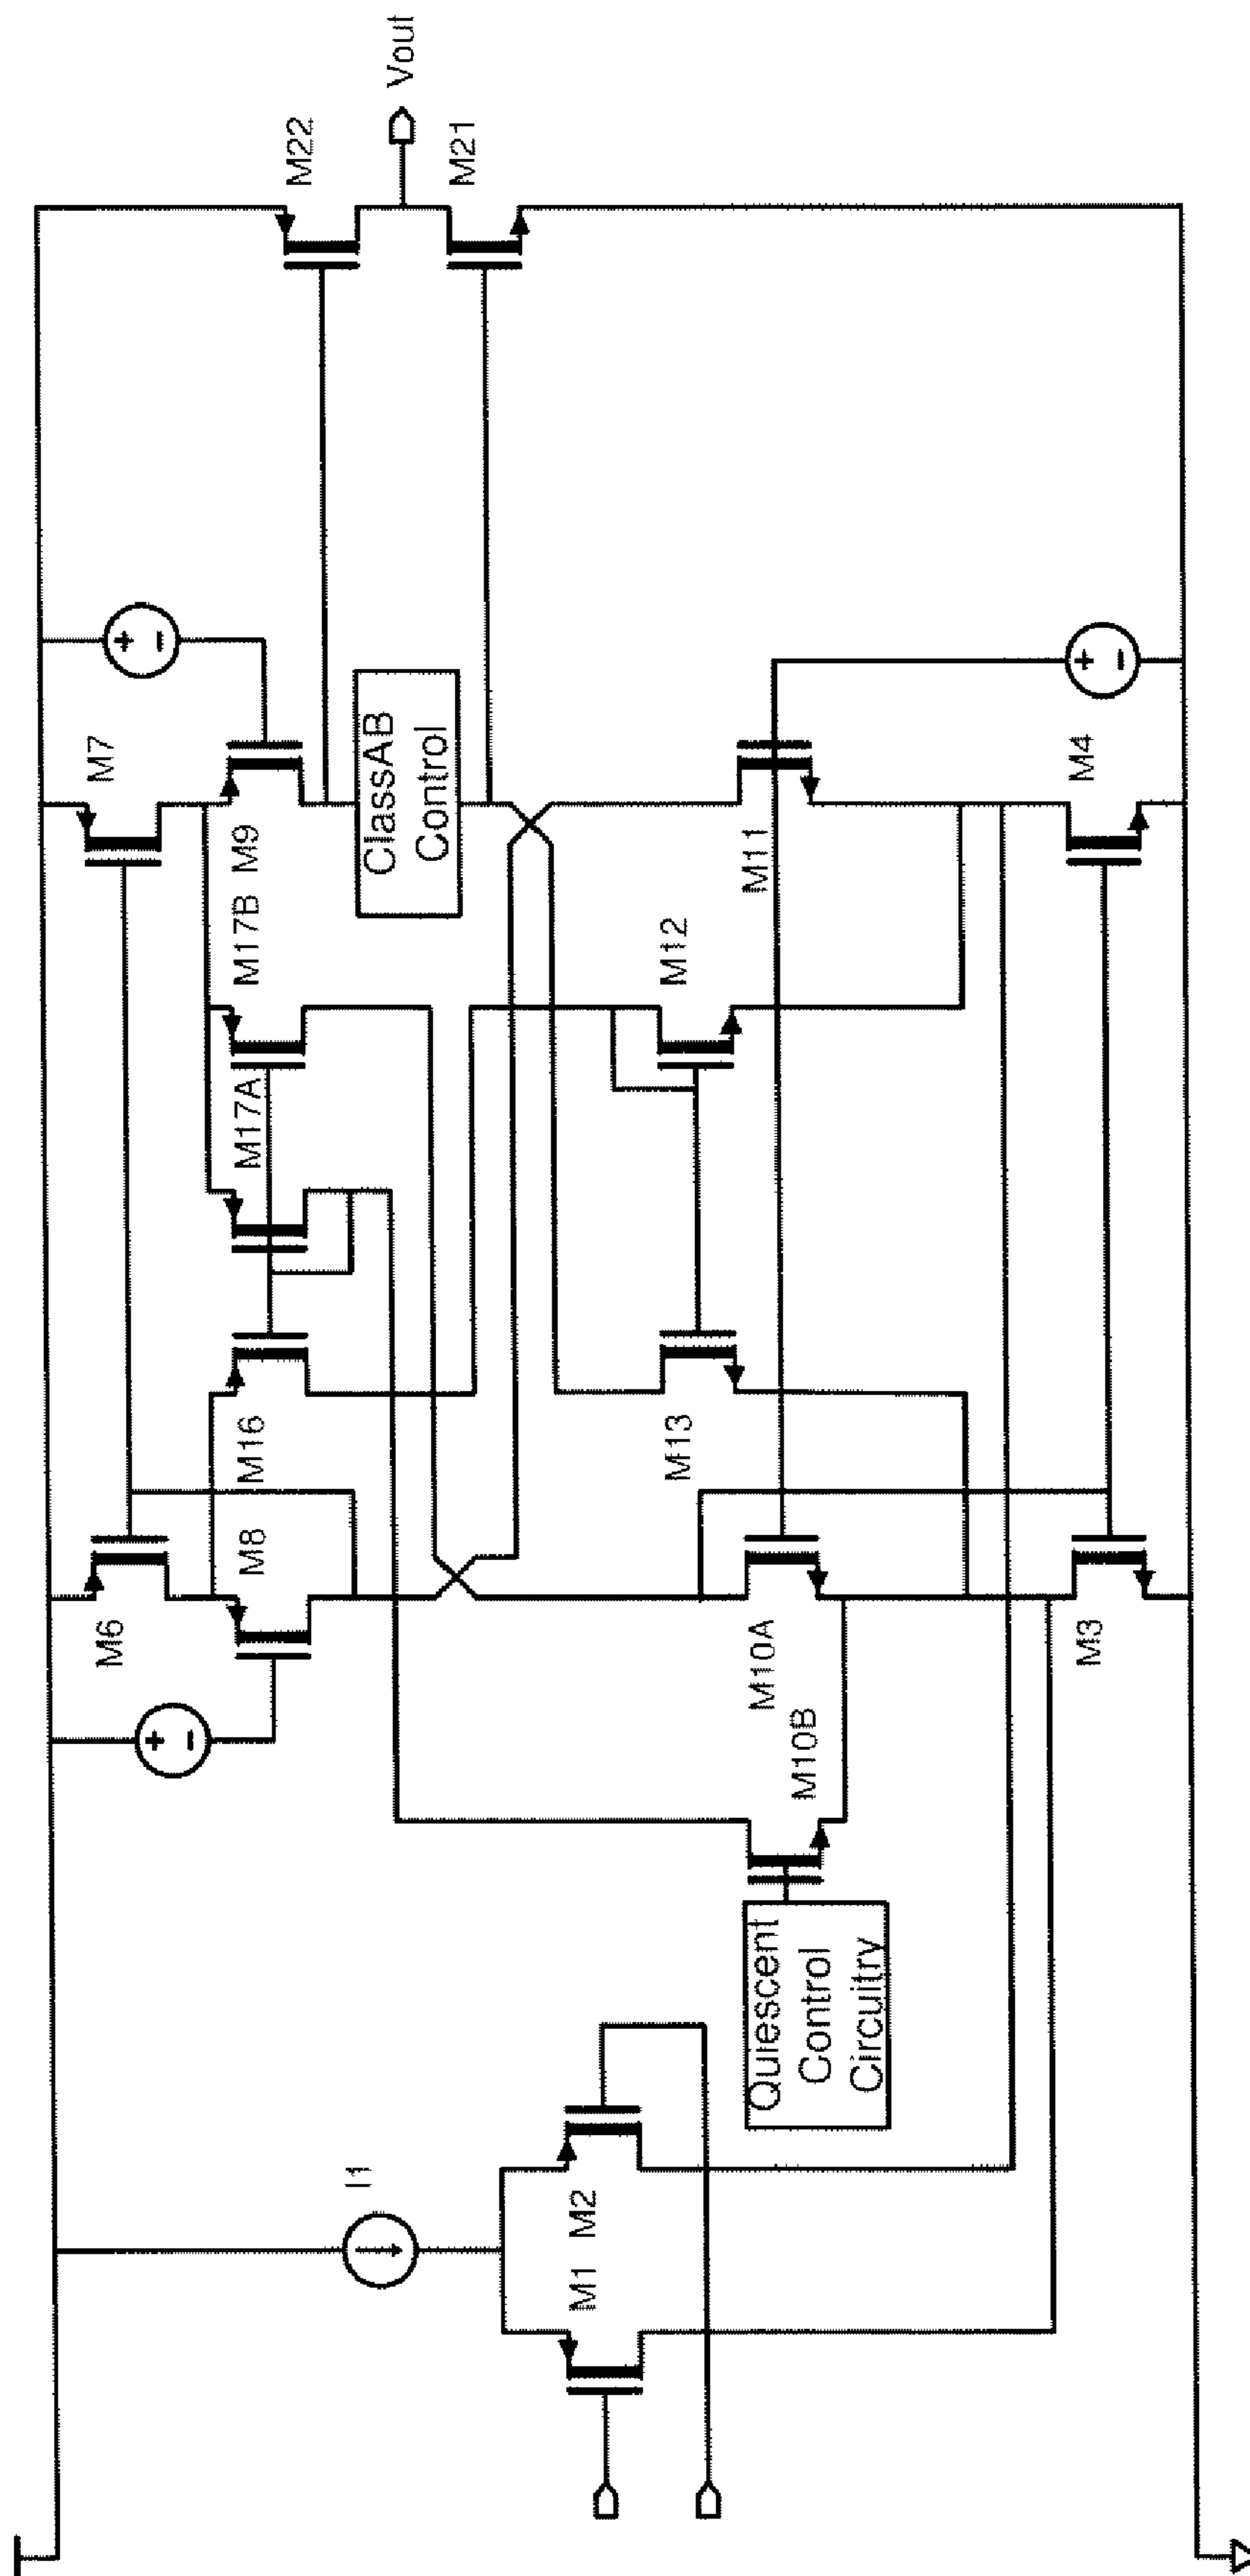 I1
M1
M2
Quiescent
Control
Circuitry
M10B
M10A
M3
M6
M8
M16
M13
M17A
M17B
M12
M9
M7
ClassAB
Control
M11
M4
M22
M21
Vout